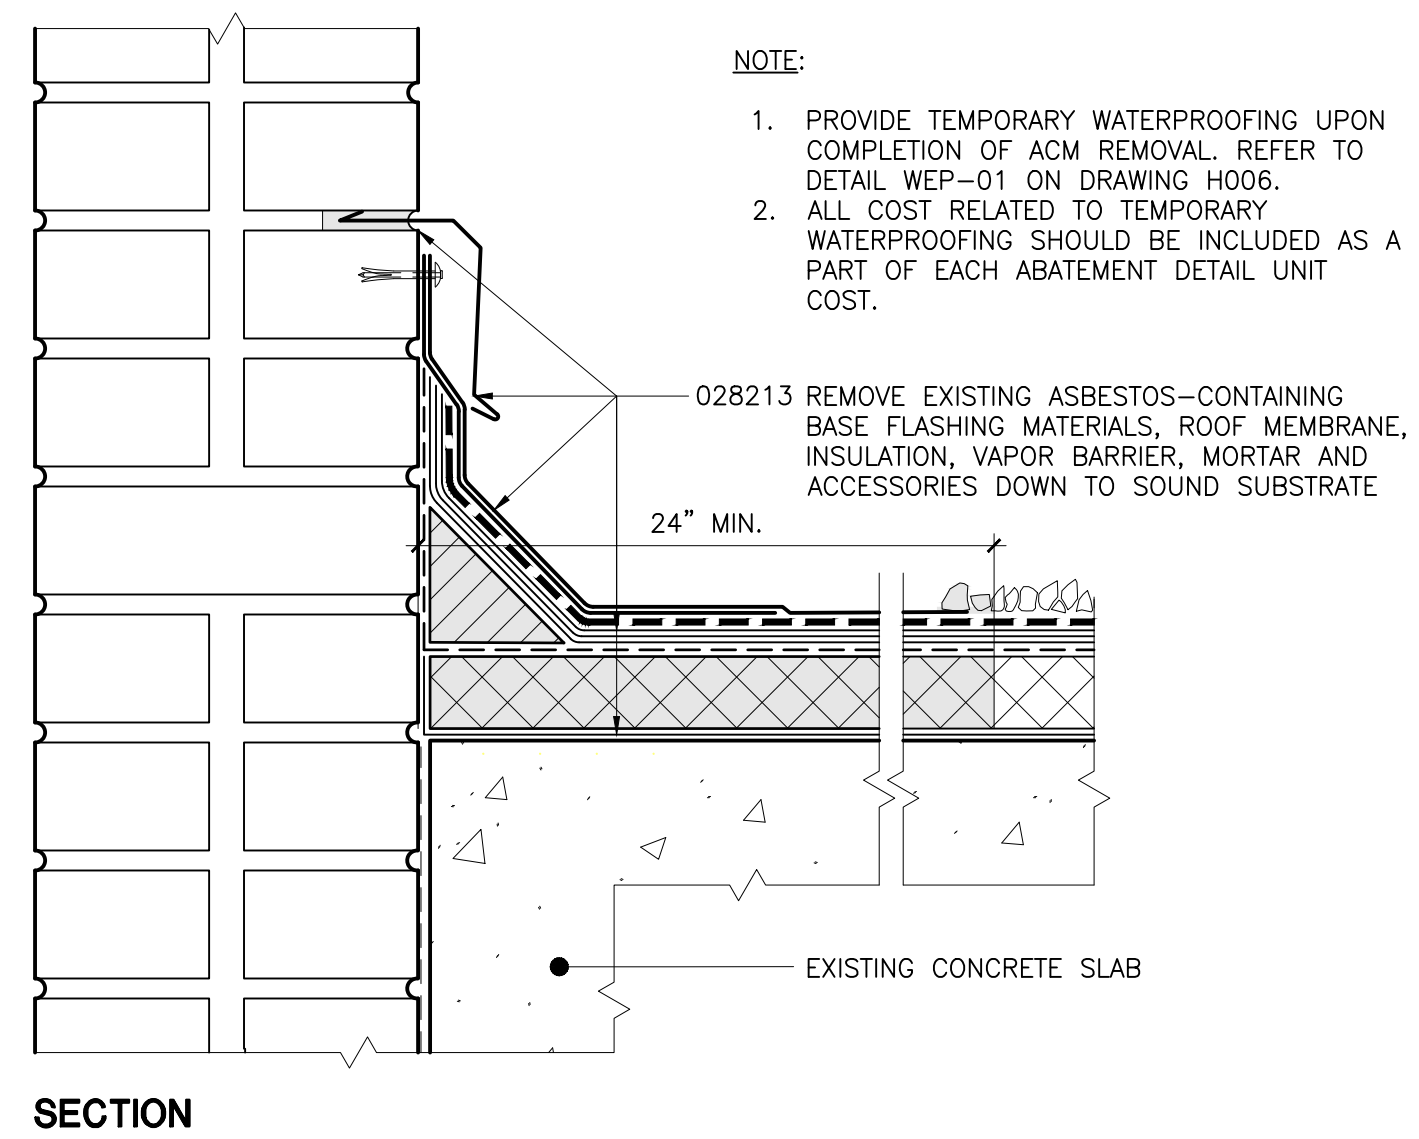 NOTE:
1. PROVIDE TEMPORARY WATERPROOFING UPON
COMPLETION OF ACM REMOVAL. REFER TO
DETAIL WEP-01 ON DRAWING H006.
2. ALL COST RELATED TO TEMPORARY
WATERPROOFING SHOULD BE INCLUDED AS A
PART OF EACH ABATEMENT DETAIL UNIT
COST.
028213 REMOVE EXISTING ASBESTOS-CONTAINING
BASE FLASHING MATERIALS, ROOF MEMBRANE,
INSULATION, VAPOR BARRIER, MORTAR AND
ACCESSORIES DOWN TO SOUND SUBSTRATE
24" MIN.
EXISTING CONCRETE SLAB
SECTION